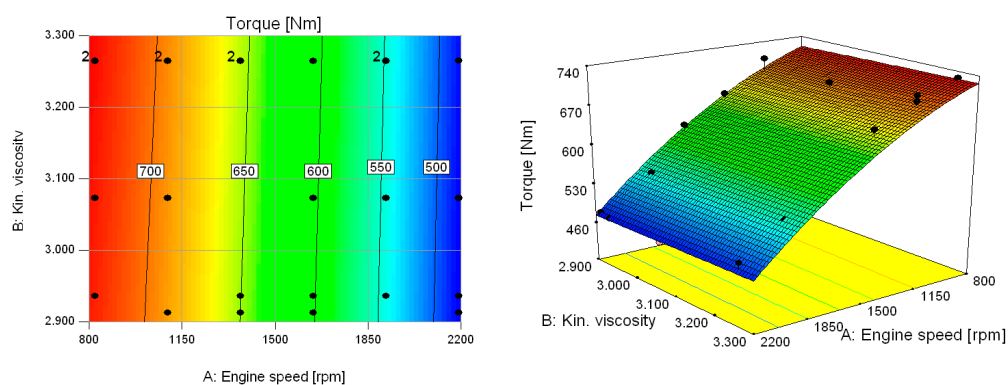 Torque [Nm]
3.300
3.200
3.100
3.000
2.900
B: Kin. viscosity
2 2 2 2
700 650 600 550 500
800 1150 1500 1850 2200
A: Engine speed [rpm]
740
670
600
530
460
Torque [Nm]
2.900
3.000
3.100
3.200
3.300
B: Kin. viscosity
2200
1850
1500
1150
800
A: Engine speed [rpm]